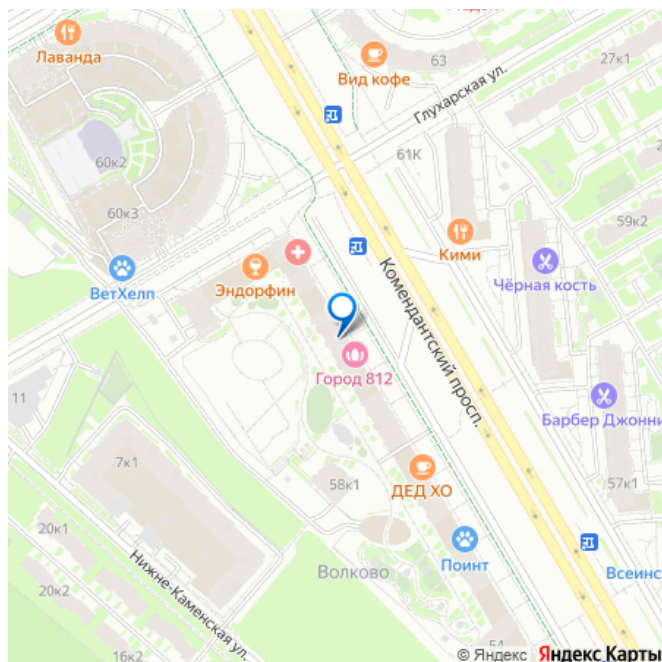 Лаванда
Вид кофе
63
27к1
Глухарская ул.
60к2
61К
60к3
59к2
Кими
ВетХелп
Эндорфин
Чёрная кость
Комендантский просп.
Город 812
11
Барбер Джонни
7к1
ДЕД ХО
58к1
57к1
20к1
Поинт
Нижне-Каменская ул.
Волково
Всеинст
20к2
54
16к2
© Яндекс Яндекс Карты